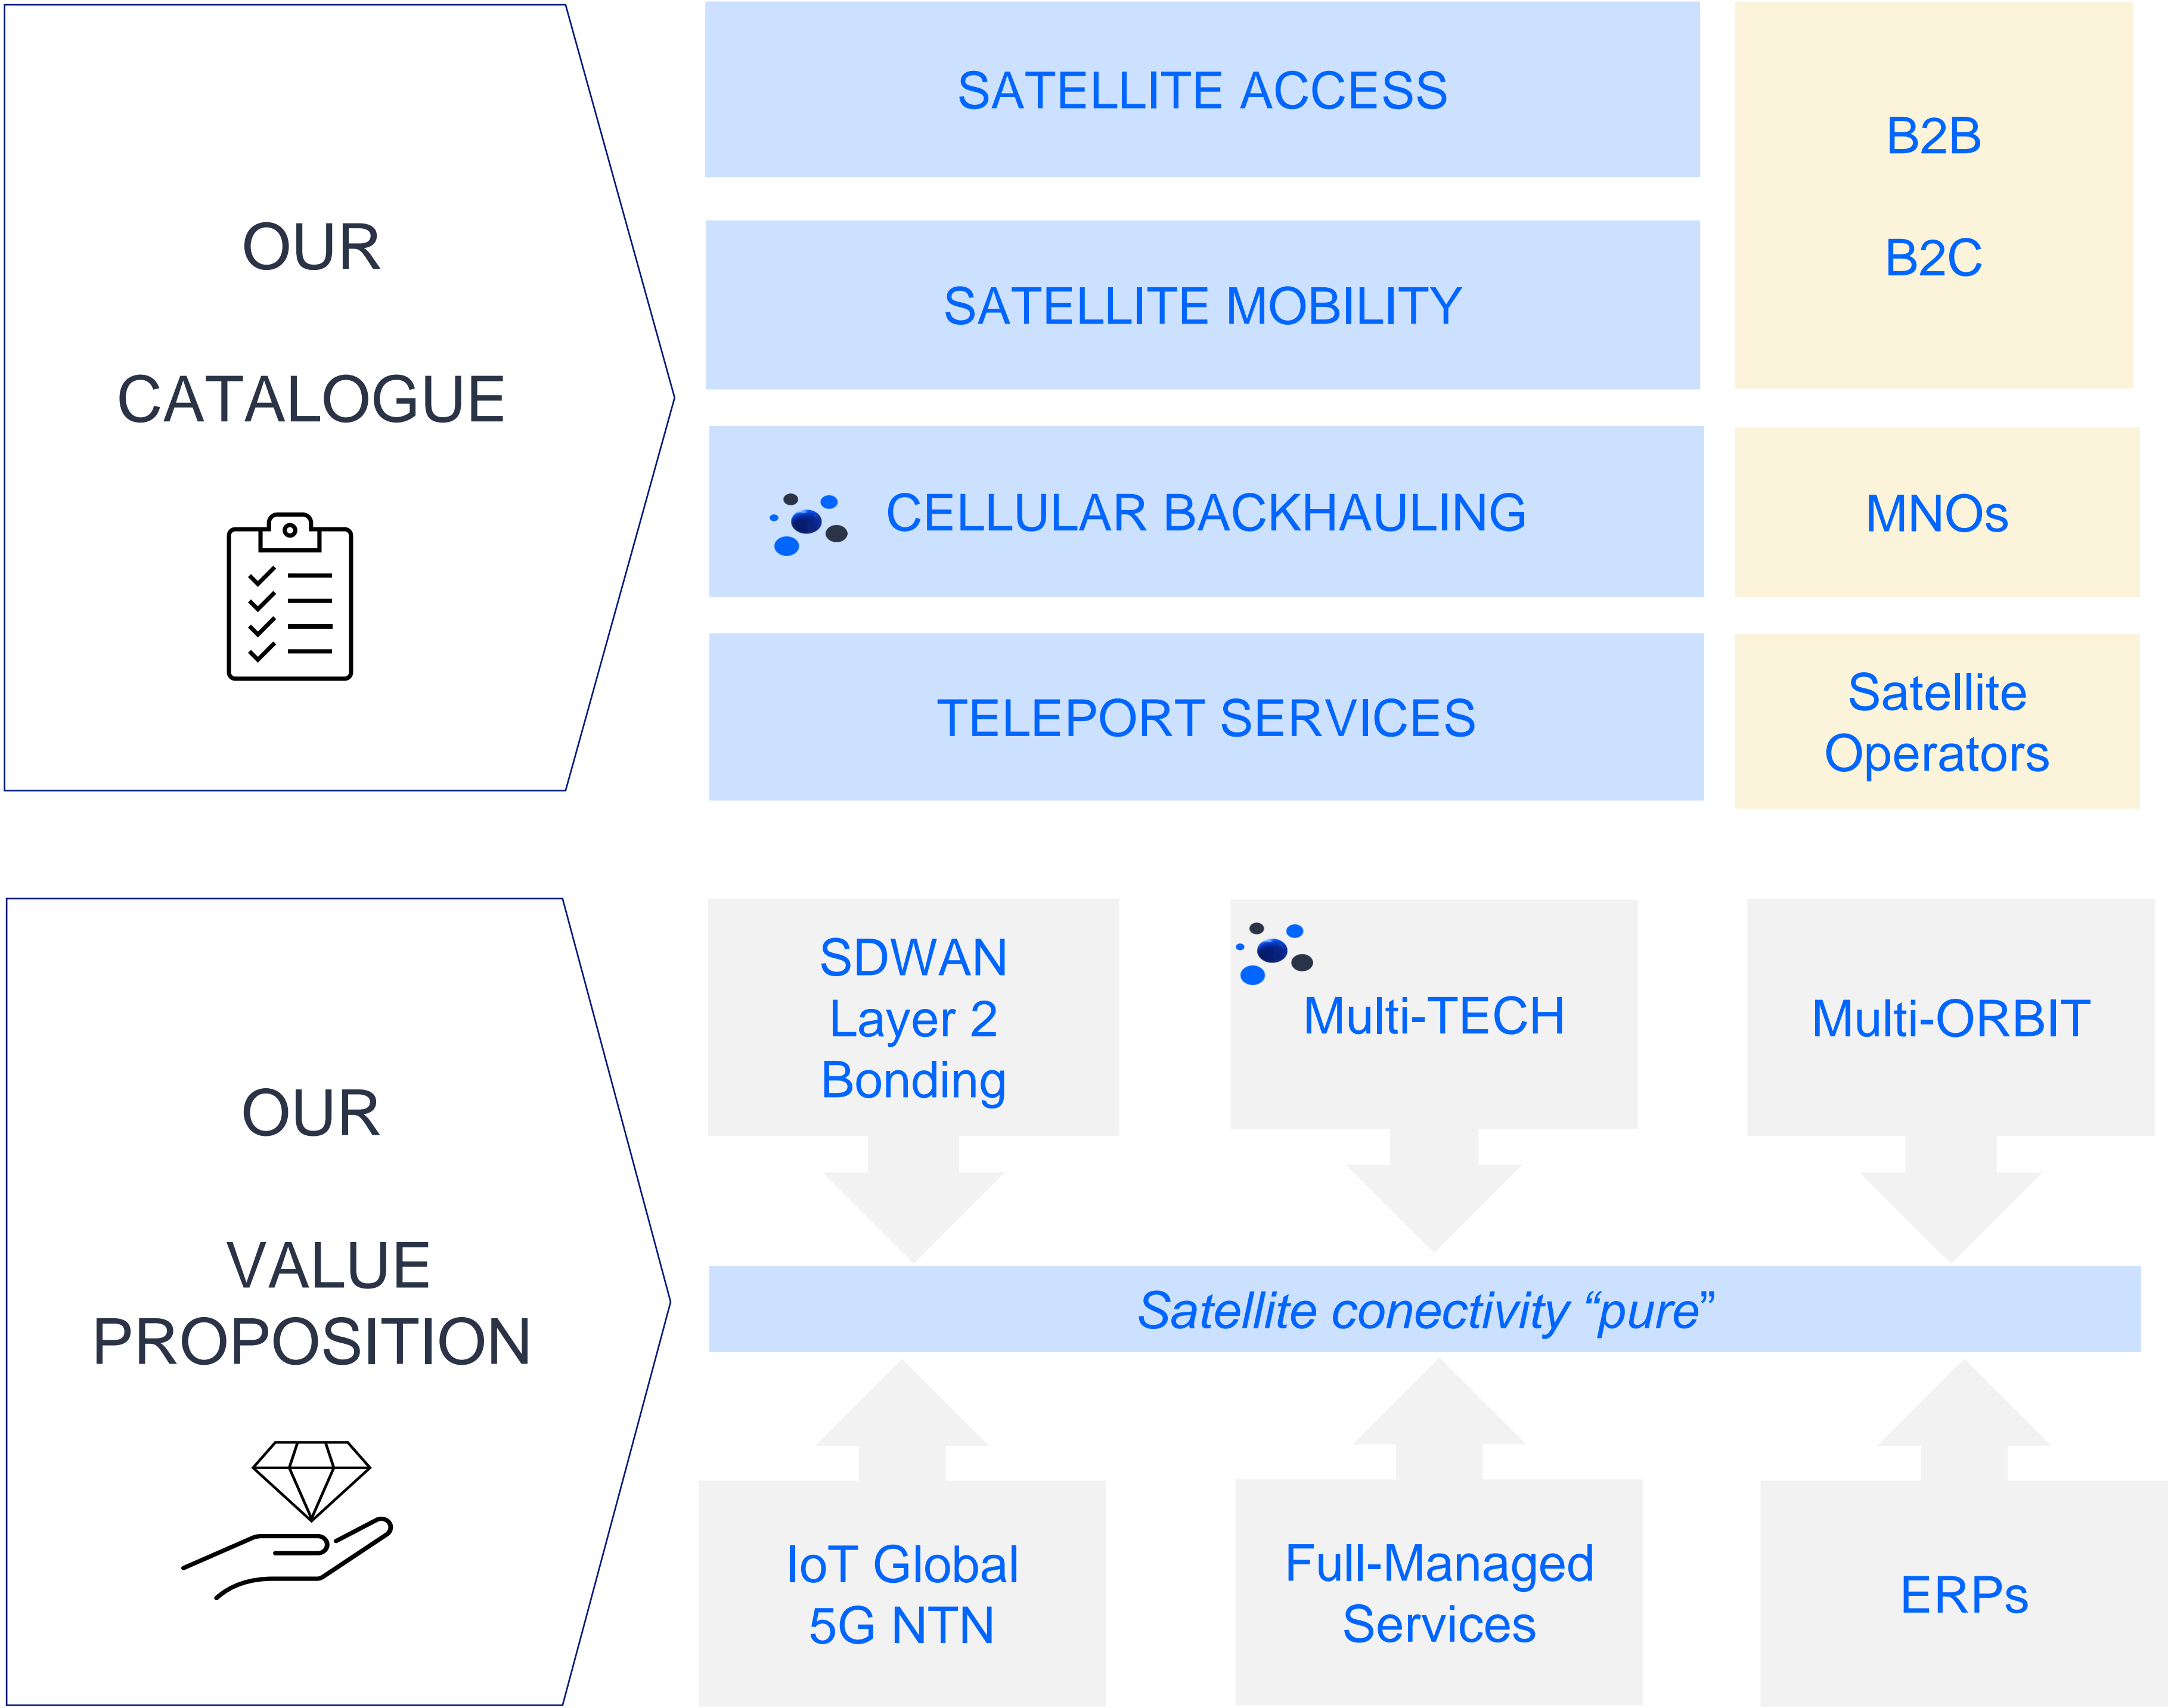 OUR
CATALOGUE
SATELLITE ACCESS
SATELLITE MOBILITY
B2B
B2C
CELLULAR BACKHAULING
MNOs
TELEPORT SERVICES
Satellite
Operators
OUR
VALUE
PROPOSITION
SDWAN
Layer 2
Bonding
Multi-TECH
Multi-ORBIT
Satellite conectivity “pure”
IoT Global
5G NTN
Full-Managed
Services
ERPs